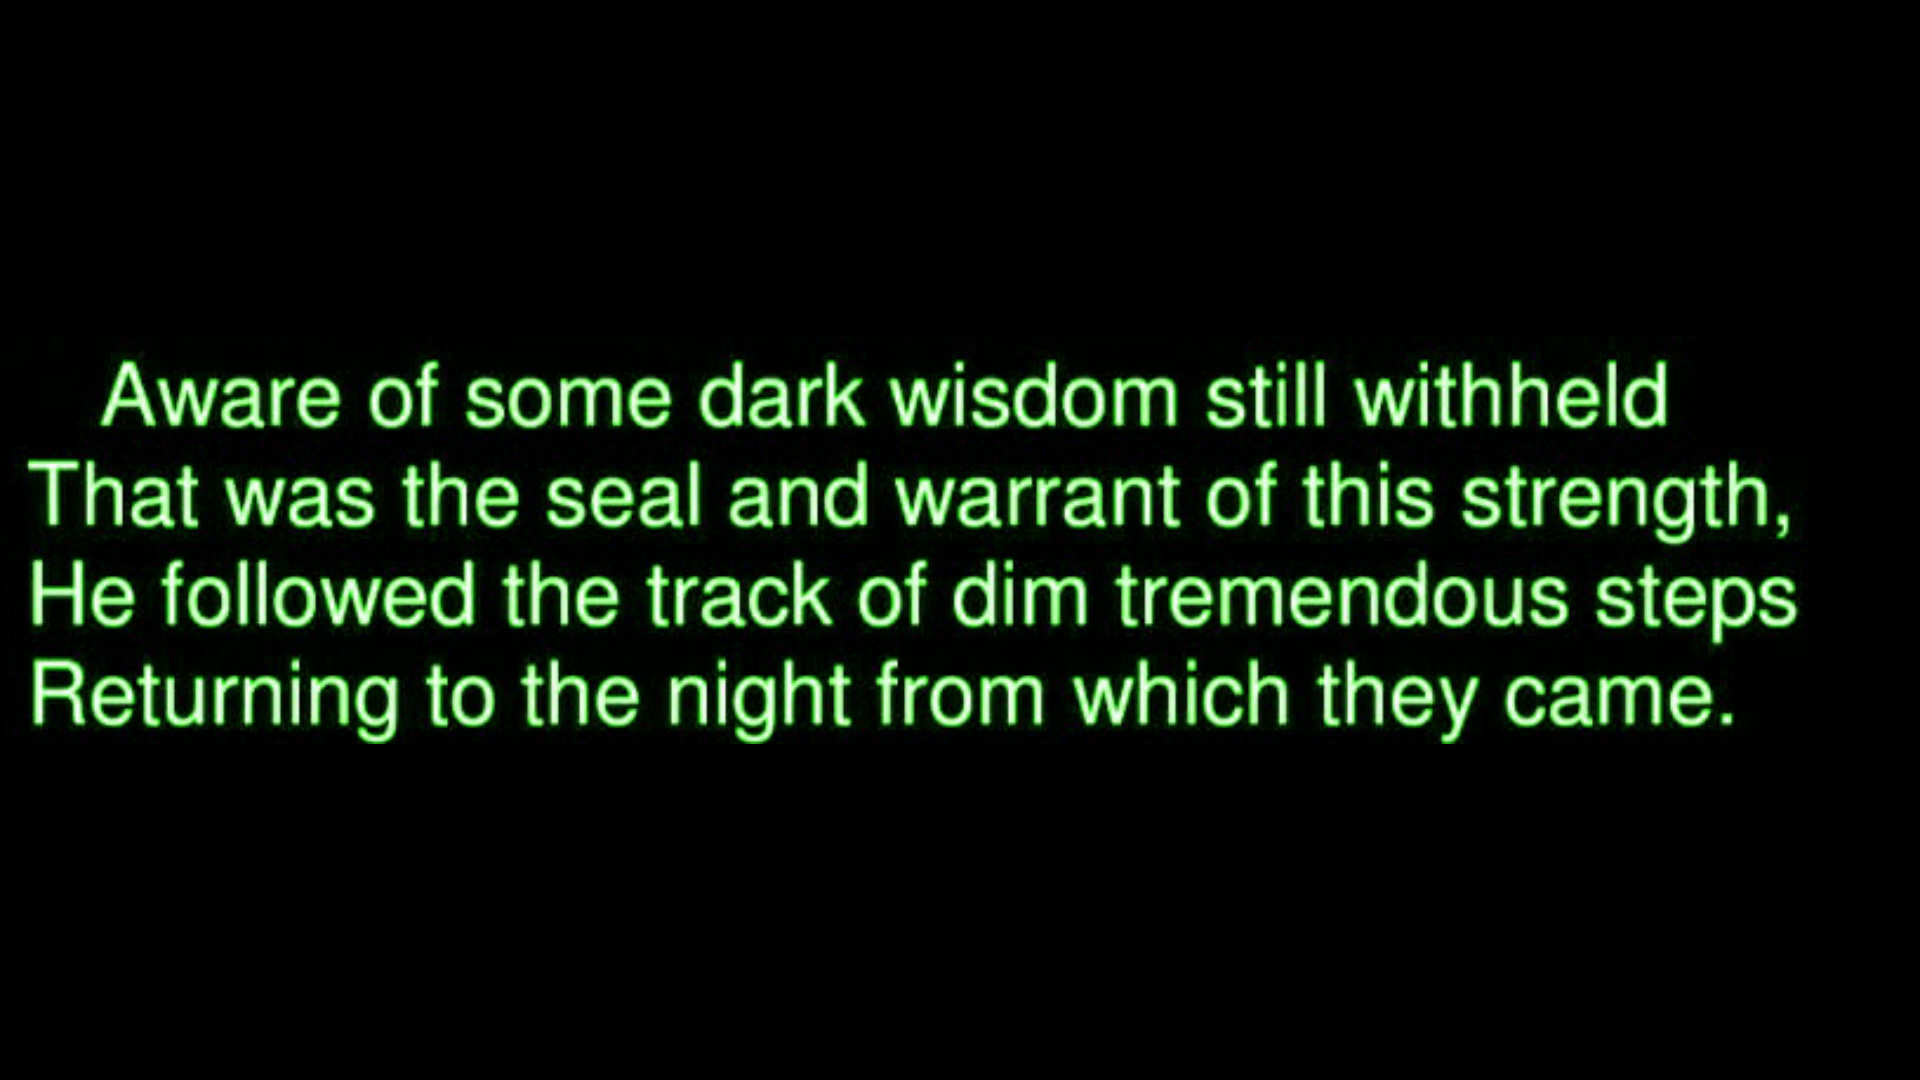 Aware of some dark wisdom still withheld
That was the seal and warrant of this strength,
He followed the track of dim tremendous steps
Returning to the night from which they came.